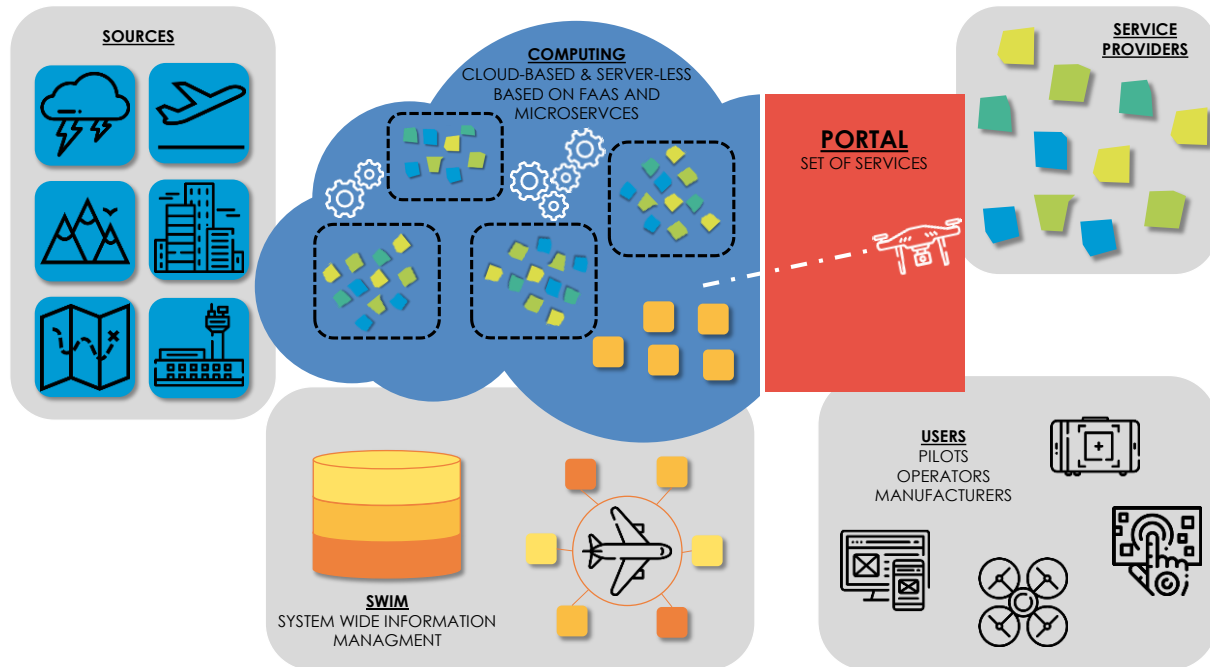 SOURCES
COMPUTING
CLOUD-BASED & SERVER-LESS
BASED ON FAAS AND
MICROSERVCES
PORTAL
SET OF SERVICES
SERVICE
PROVIDERS
SWIM
SYSTEM WIDE INFORMATION
MANAGMENT
USERS
PILOTS
OPERATORS
MANUFACTURERS